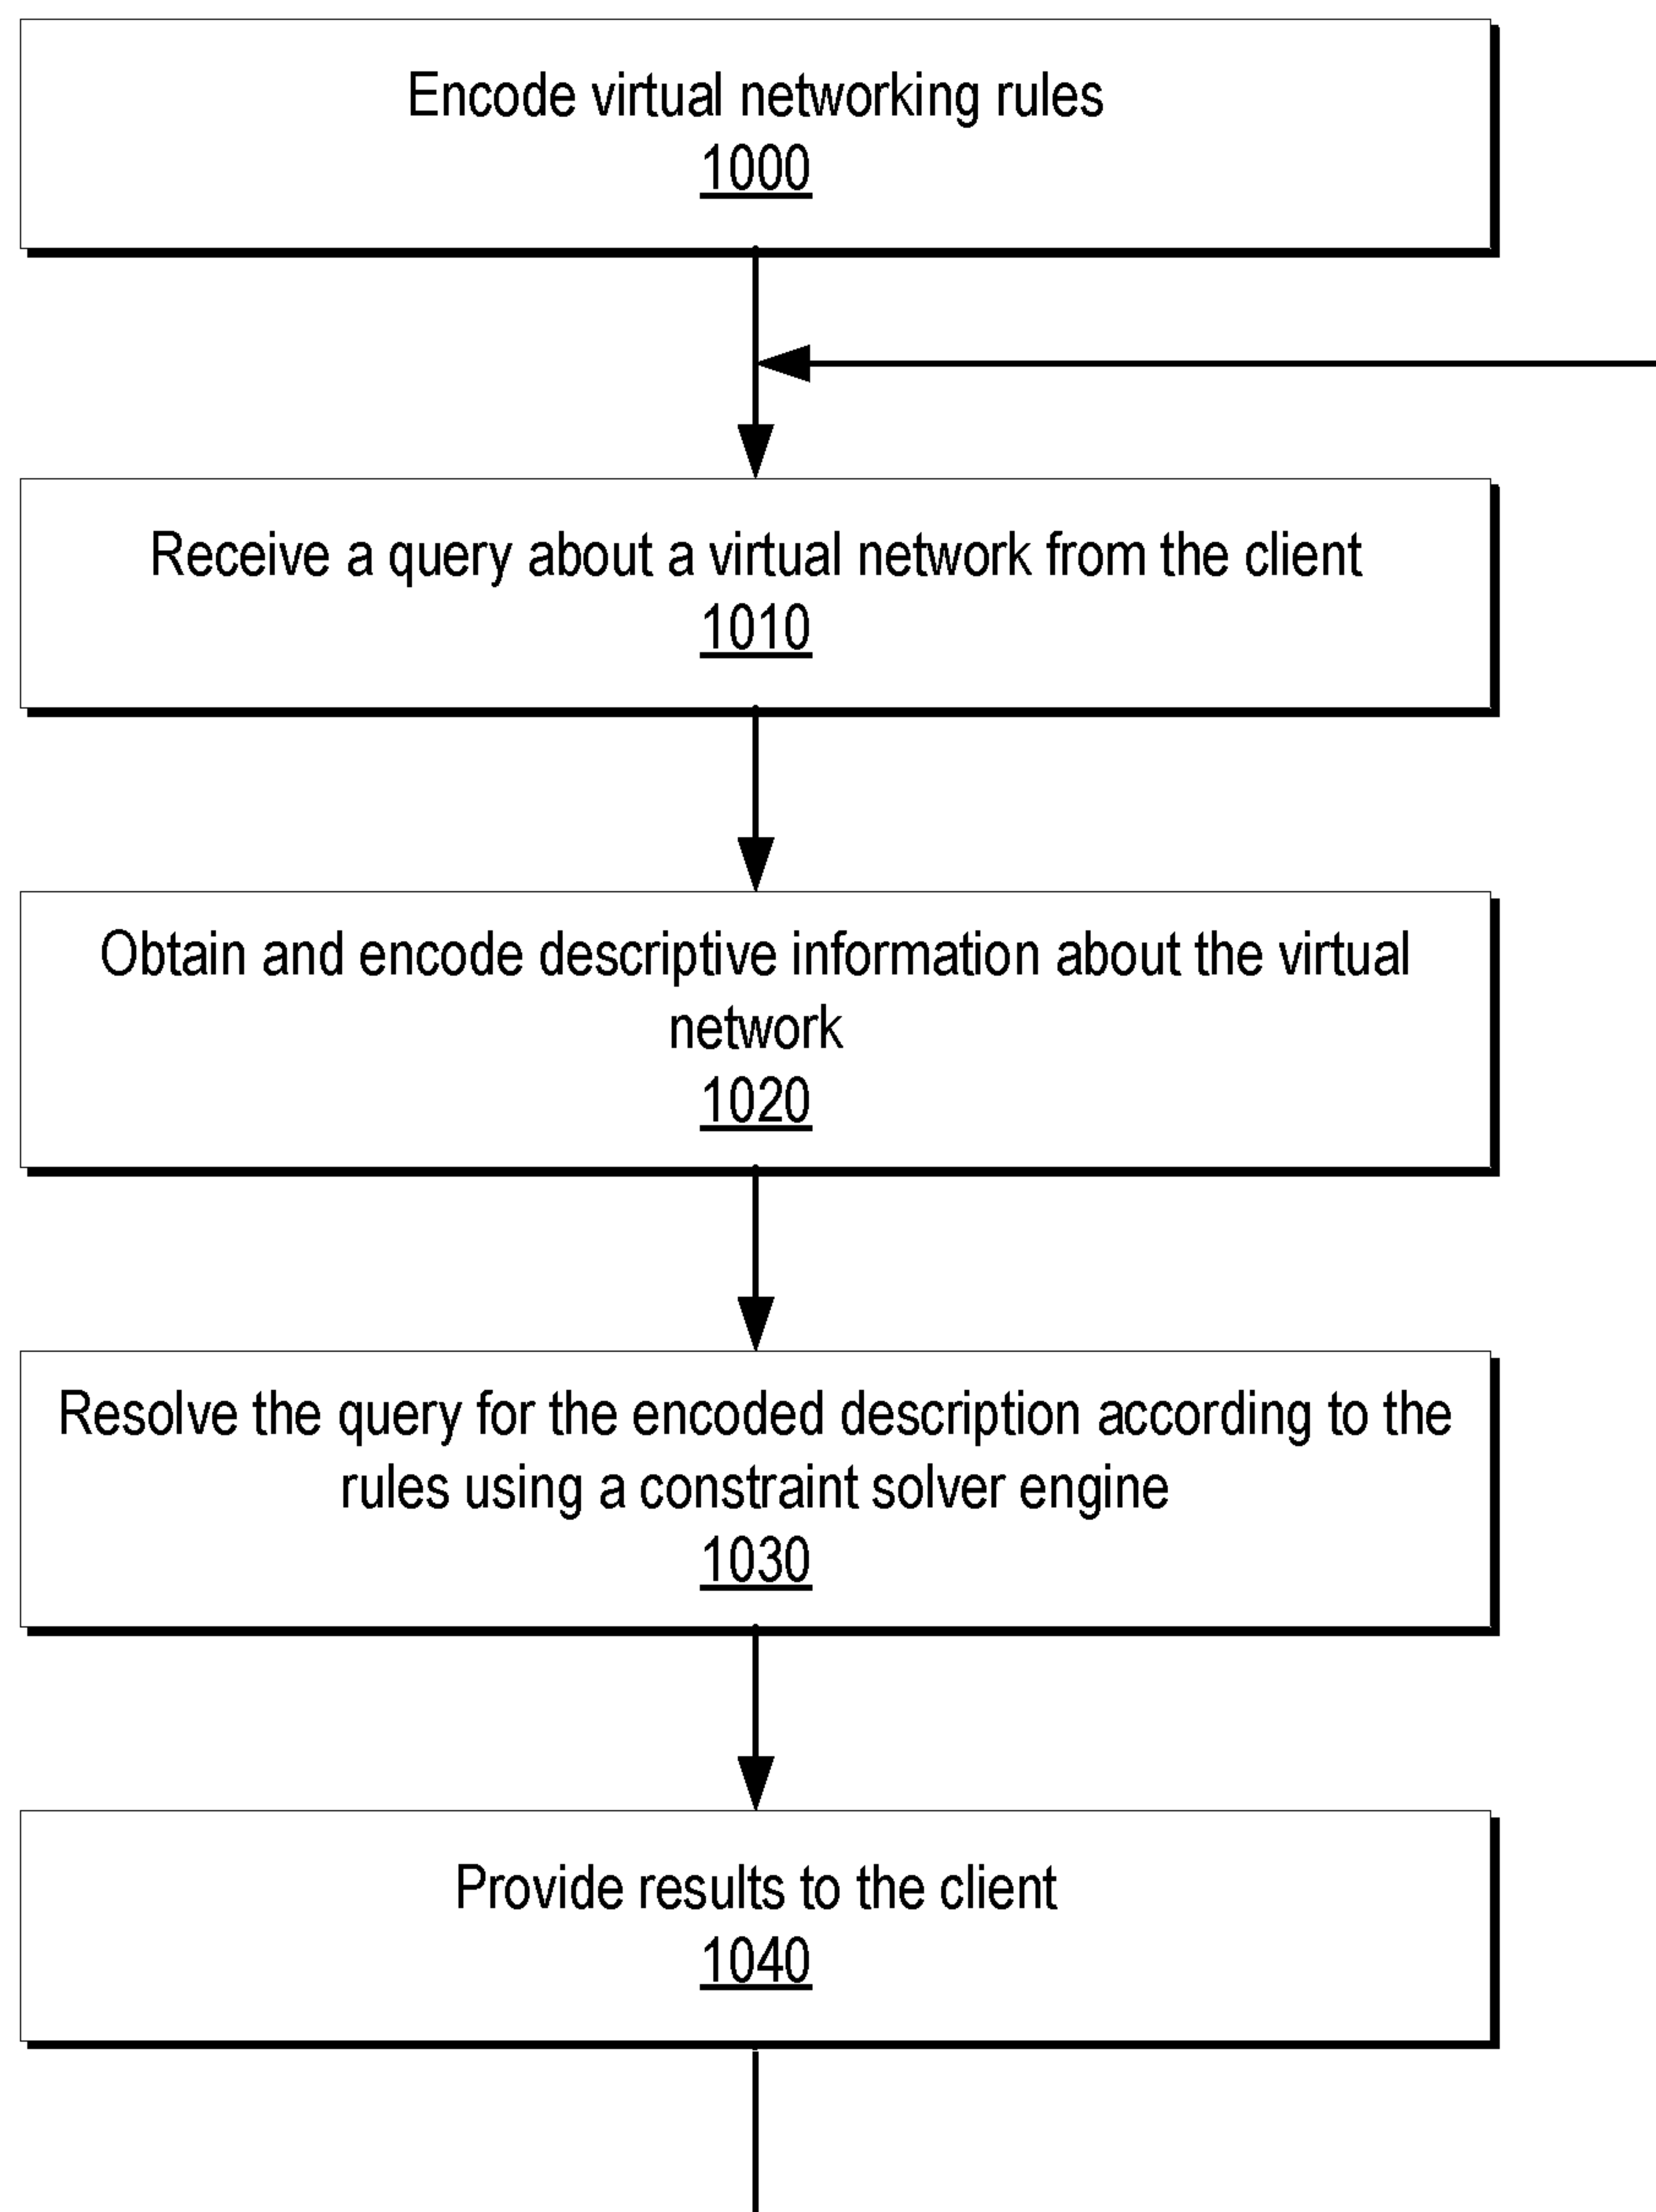 Encode virtual networking rules
1000
Receive a query about a virtual network from the client
1010
Obtain and encode descriptive information about the virtual
network
1020
Resolve the query for the encoded description according to the
rules using a constraint solver engine
1030
Provide results to the client
1040